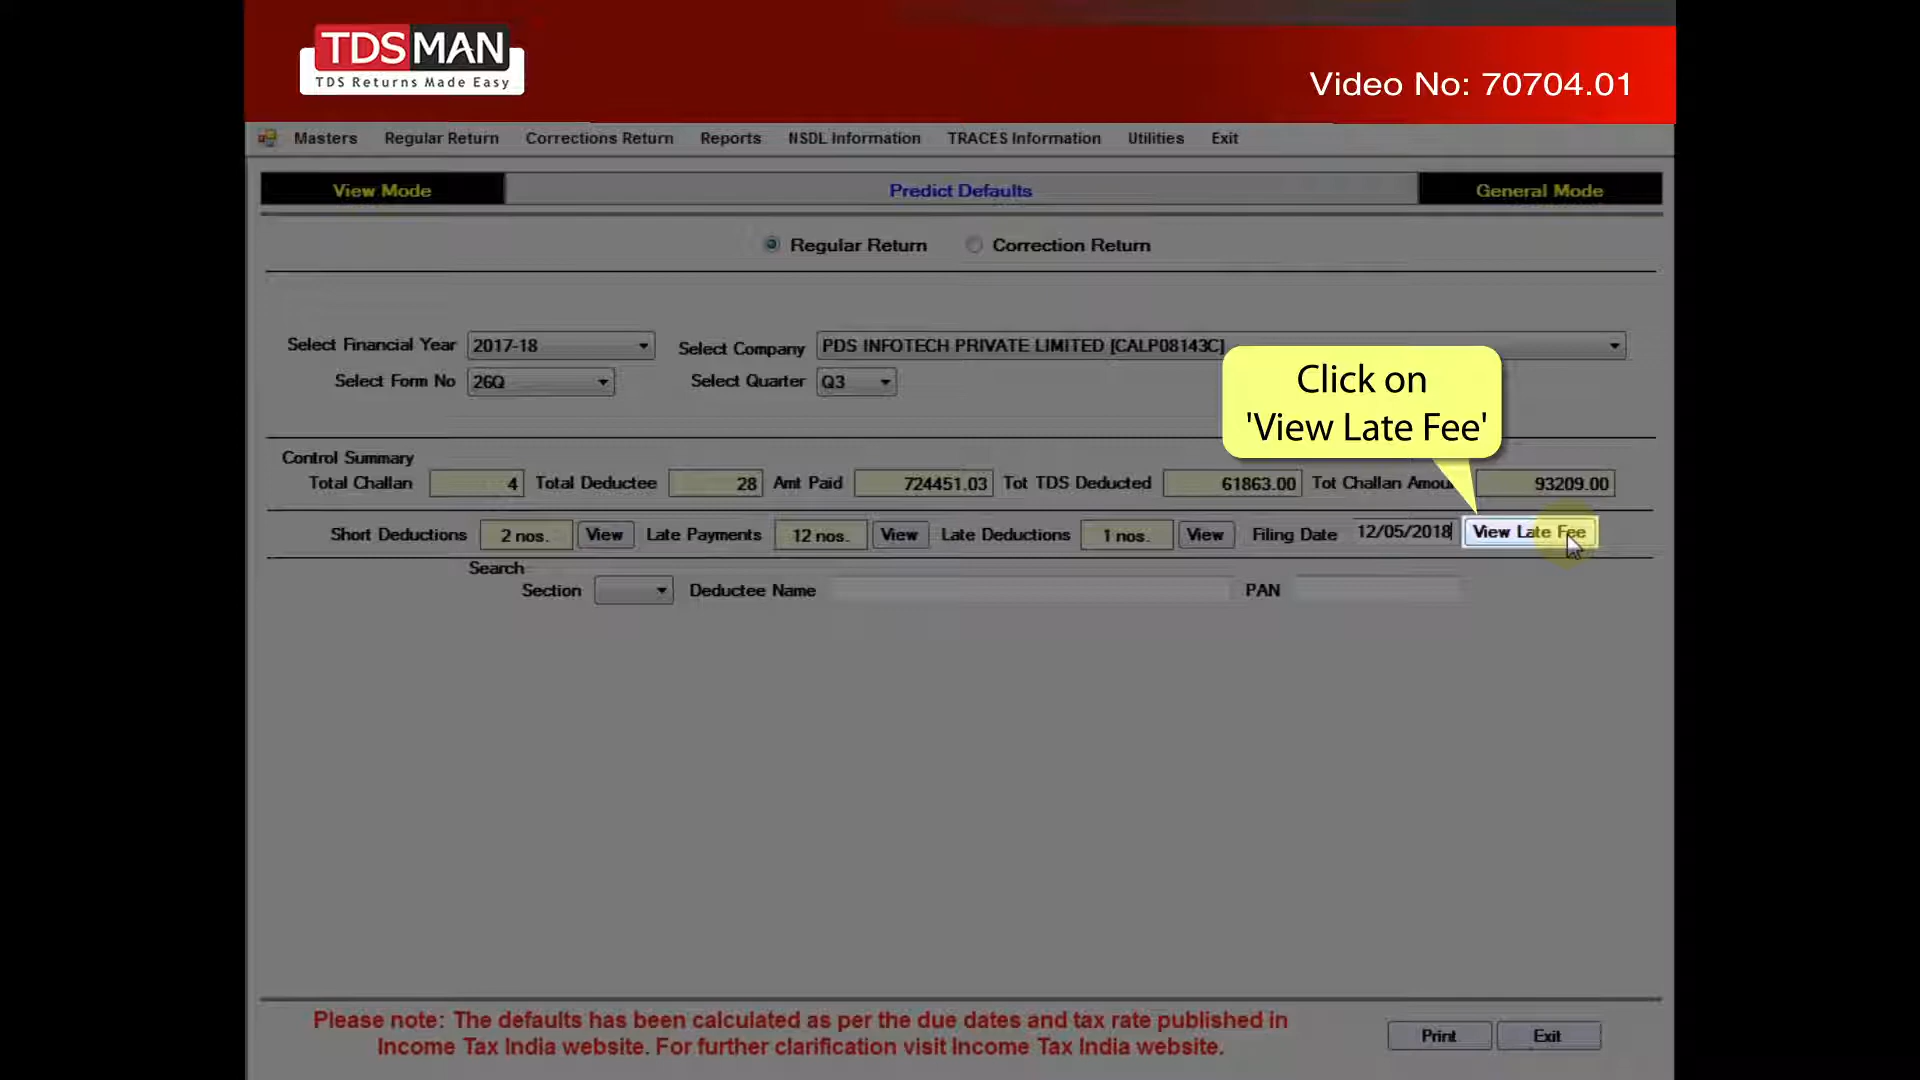 TDSMAN
TDS Returns Made Easy
Video No: 70704.01
Masters Regular Return Corrections Return Reports NSDL Information TRACES Information Utilities Exit
View Mode Predict Defaults General Mode
Regular Return Correction Return
Select Financial Year 2017-18 Select Company PDS INFOTECH PRIVATE LIMITED [CALP08143C]
Select Form No 26Q Select Quarter Q3
Click on
'View Late Fee'
Control Summary
Total Challan 4 Total Deductee 28 Amt Paid 724451.03 Tot TDS Deducted 61863.00 Tot Challan Amou 93209.00
Short Deductions 2 nos. View Late Payments 12 nos. View Late Deductions 1 nos. View Filing Date 12/05/2018 View Late Fee
Search
Section Deductee Name PAN
Please note: The defaults has been calculated as per the due dates and tax rate published in
Income Tax India website. For further clarification visit Income Tax India website.
Print Exit